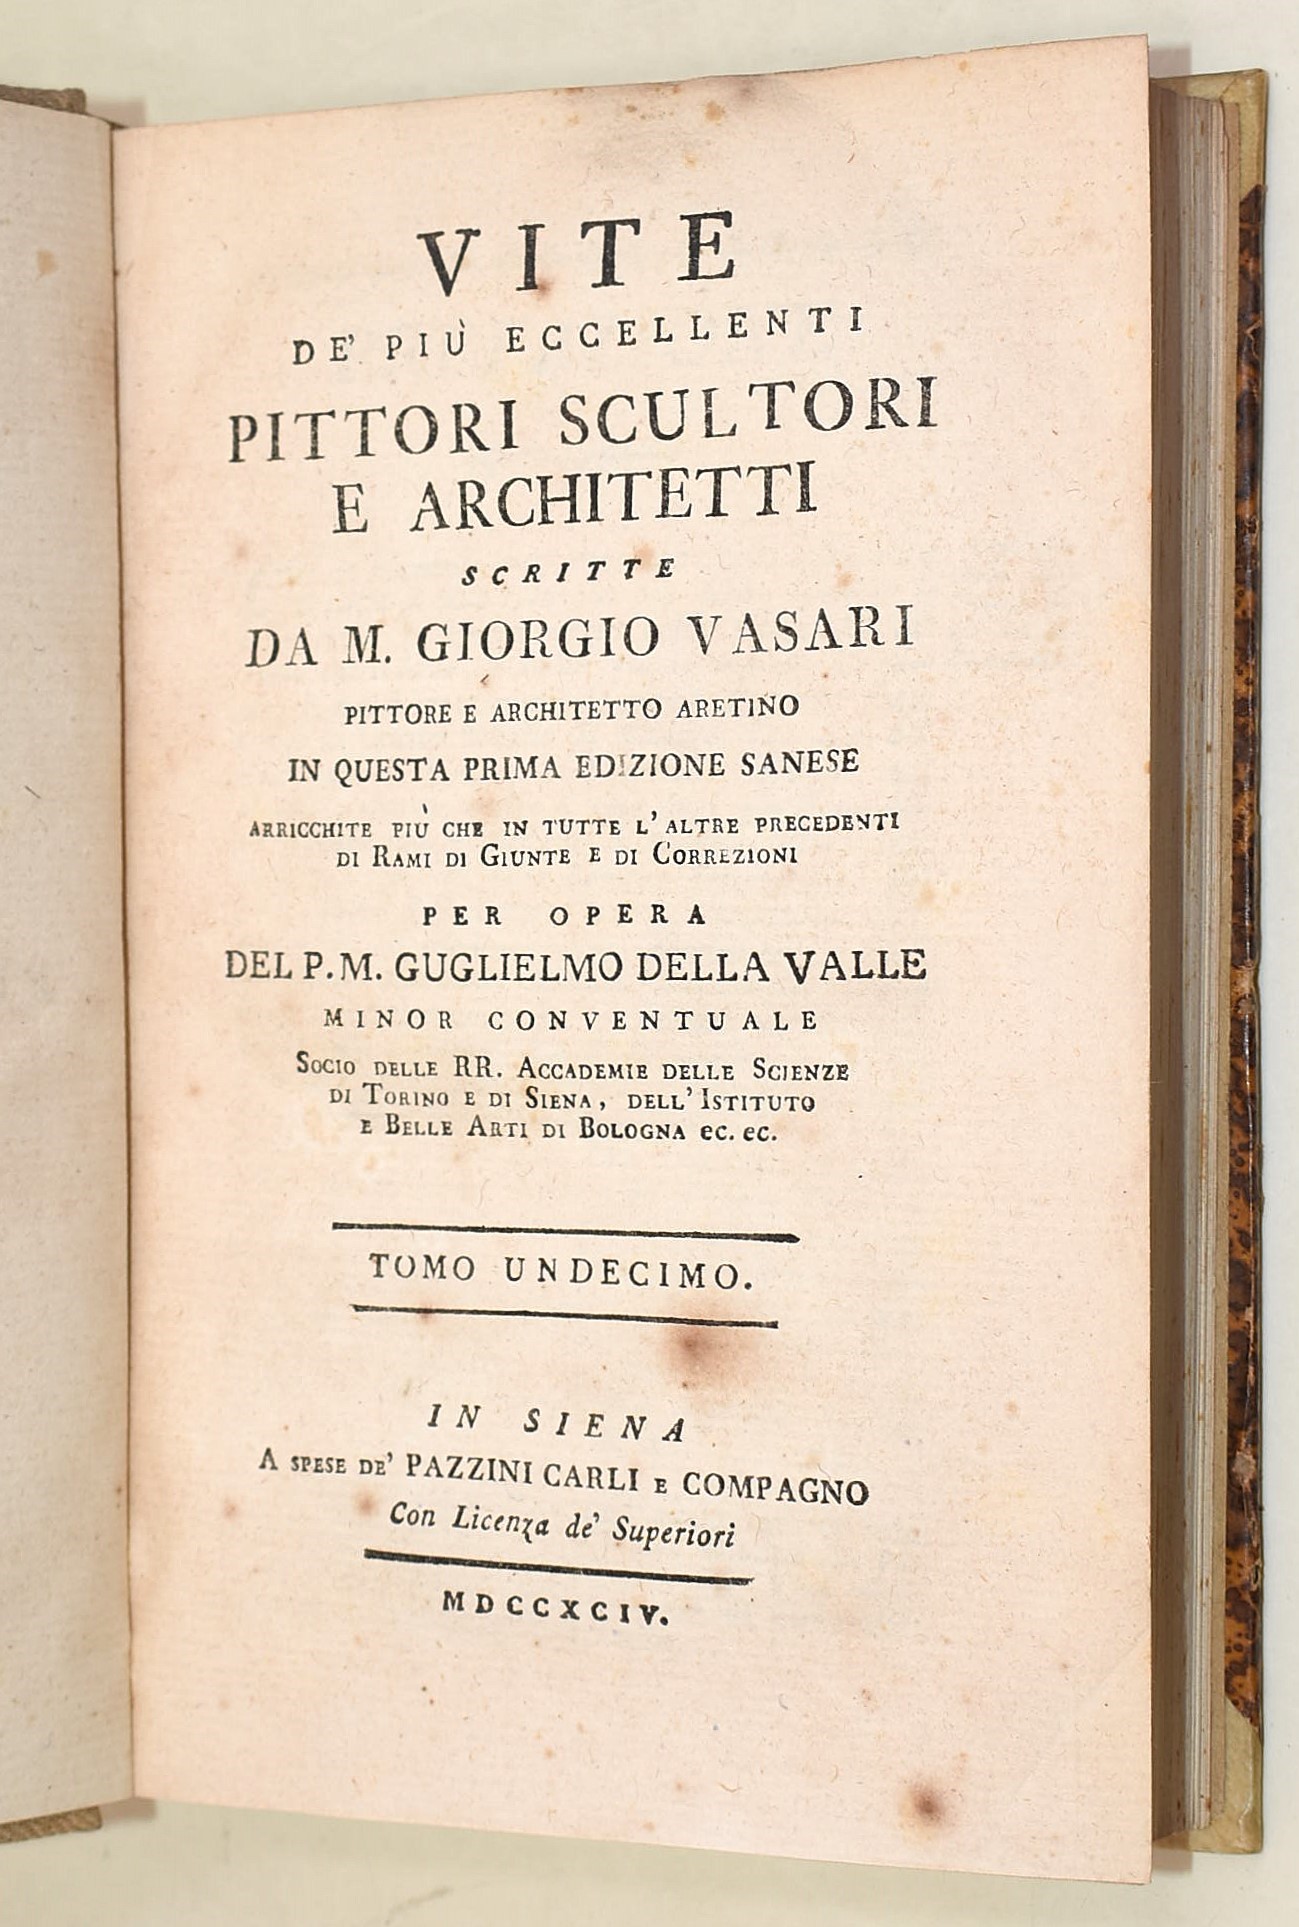 VITE
DE' PIÙ ECCELLENTI
PITTORI SCULTORI
E ARCHITETTI
SCRITTE
DA M. GIORGIO VASARI
PITTORE E ARCHITETTO ARETINO
IN QUESTA PRIMA EDIZIONE SANESE
ARRICCHITE PIÙ CHE IN TUTTE L'ALTRE PRECEDENTI
DI RAMI DI GIUNTE E DI CORREZIONI
PER OPERA
DEL P. M. GUGLIELMO DELLA VALLE
MINOR CONVENTUALE
SOCIO DELLE RR. ACCADEMIE DELLE SCIENZE
DI TORINO E DI SIENA, DELL'ISTITUTO
E BELLE ARTI DI BOLOGNA ec. ec.
TOMO UNDECIMO.
IN SIENA
A SPESE DE' PAZZINI CARLI E COMPAGNO
Con Licenza de' Superiori
MDCCXCIV.